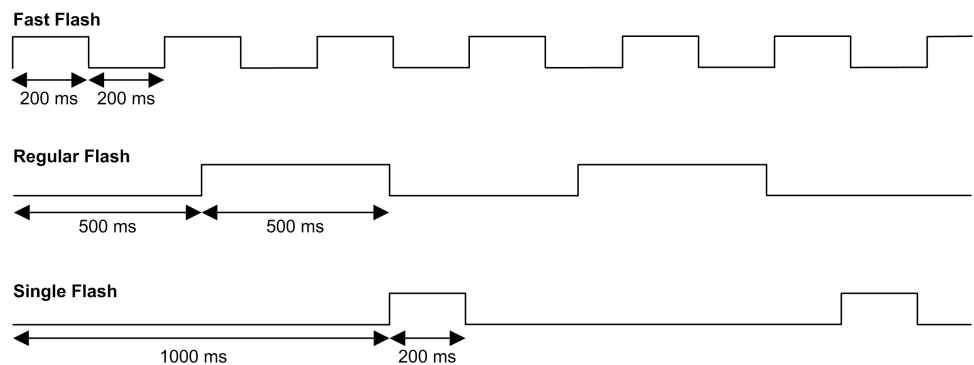 Fast Flash
200 ms 200 ms
Regular Flash
500 ms 500 ms
Single Flash
1000 ms 200 ms